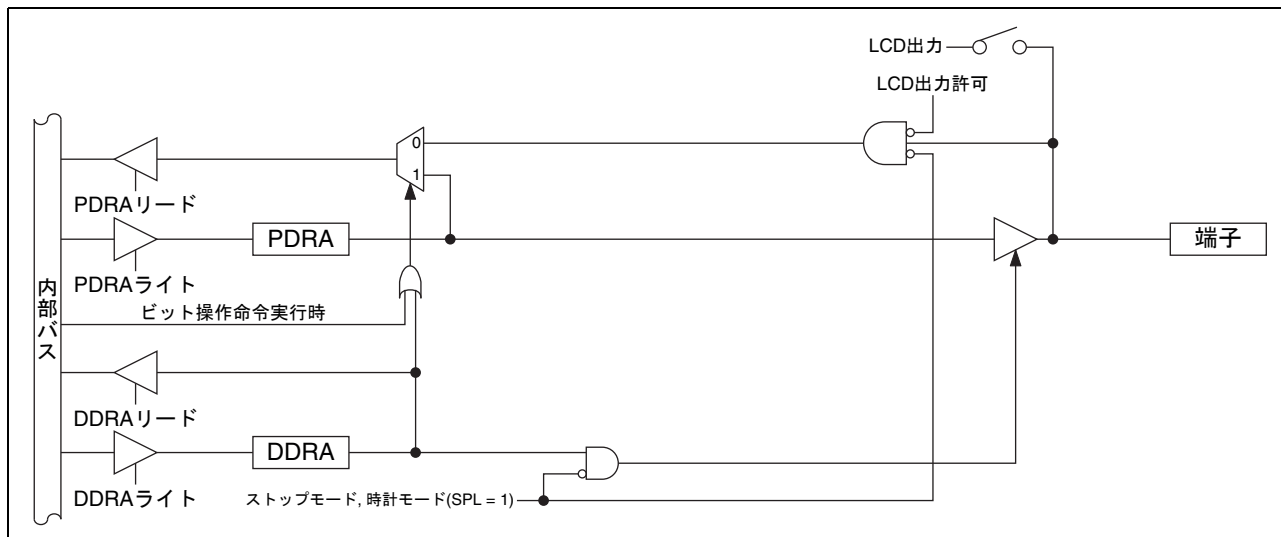 LCD出力
LCD出力許可
0
1
PDRAリード
PDRA
端子
PDRAライト
内部バス
ビット操作命令実行時
DDRAリード
DDRA
DDRAライト
ストップモード, 時計モード(SPL = 1)